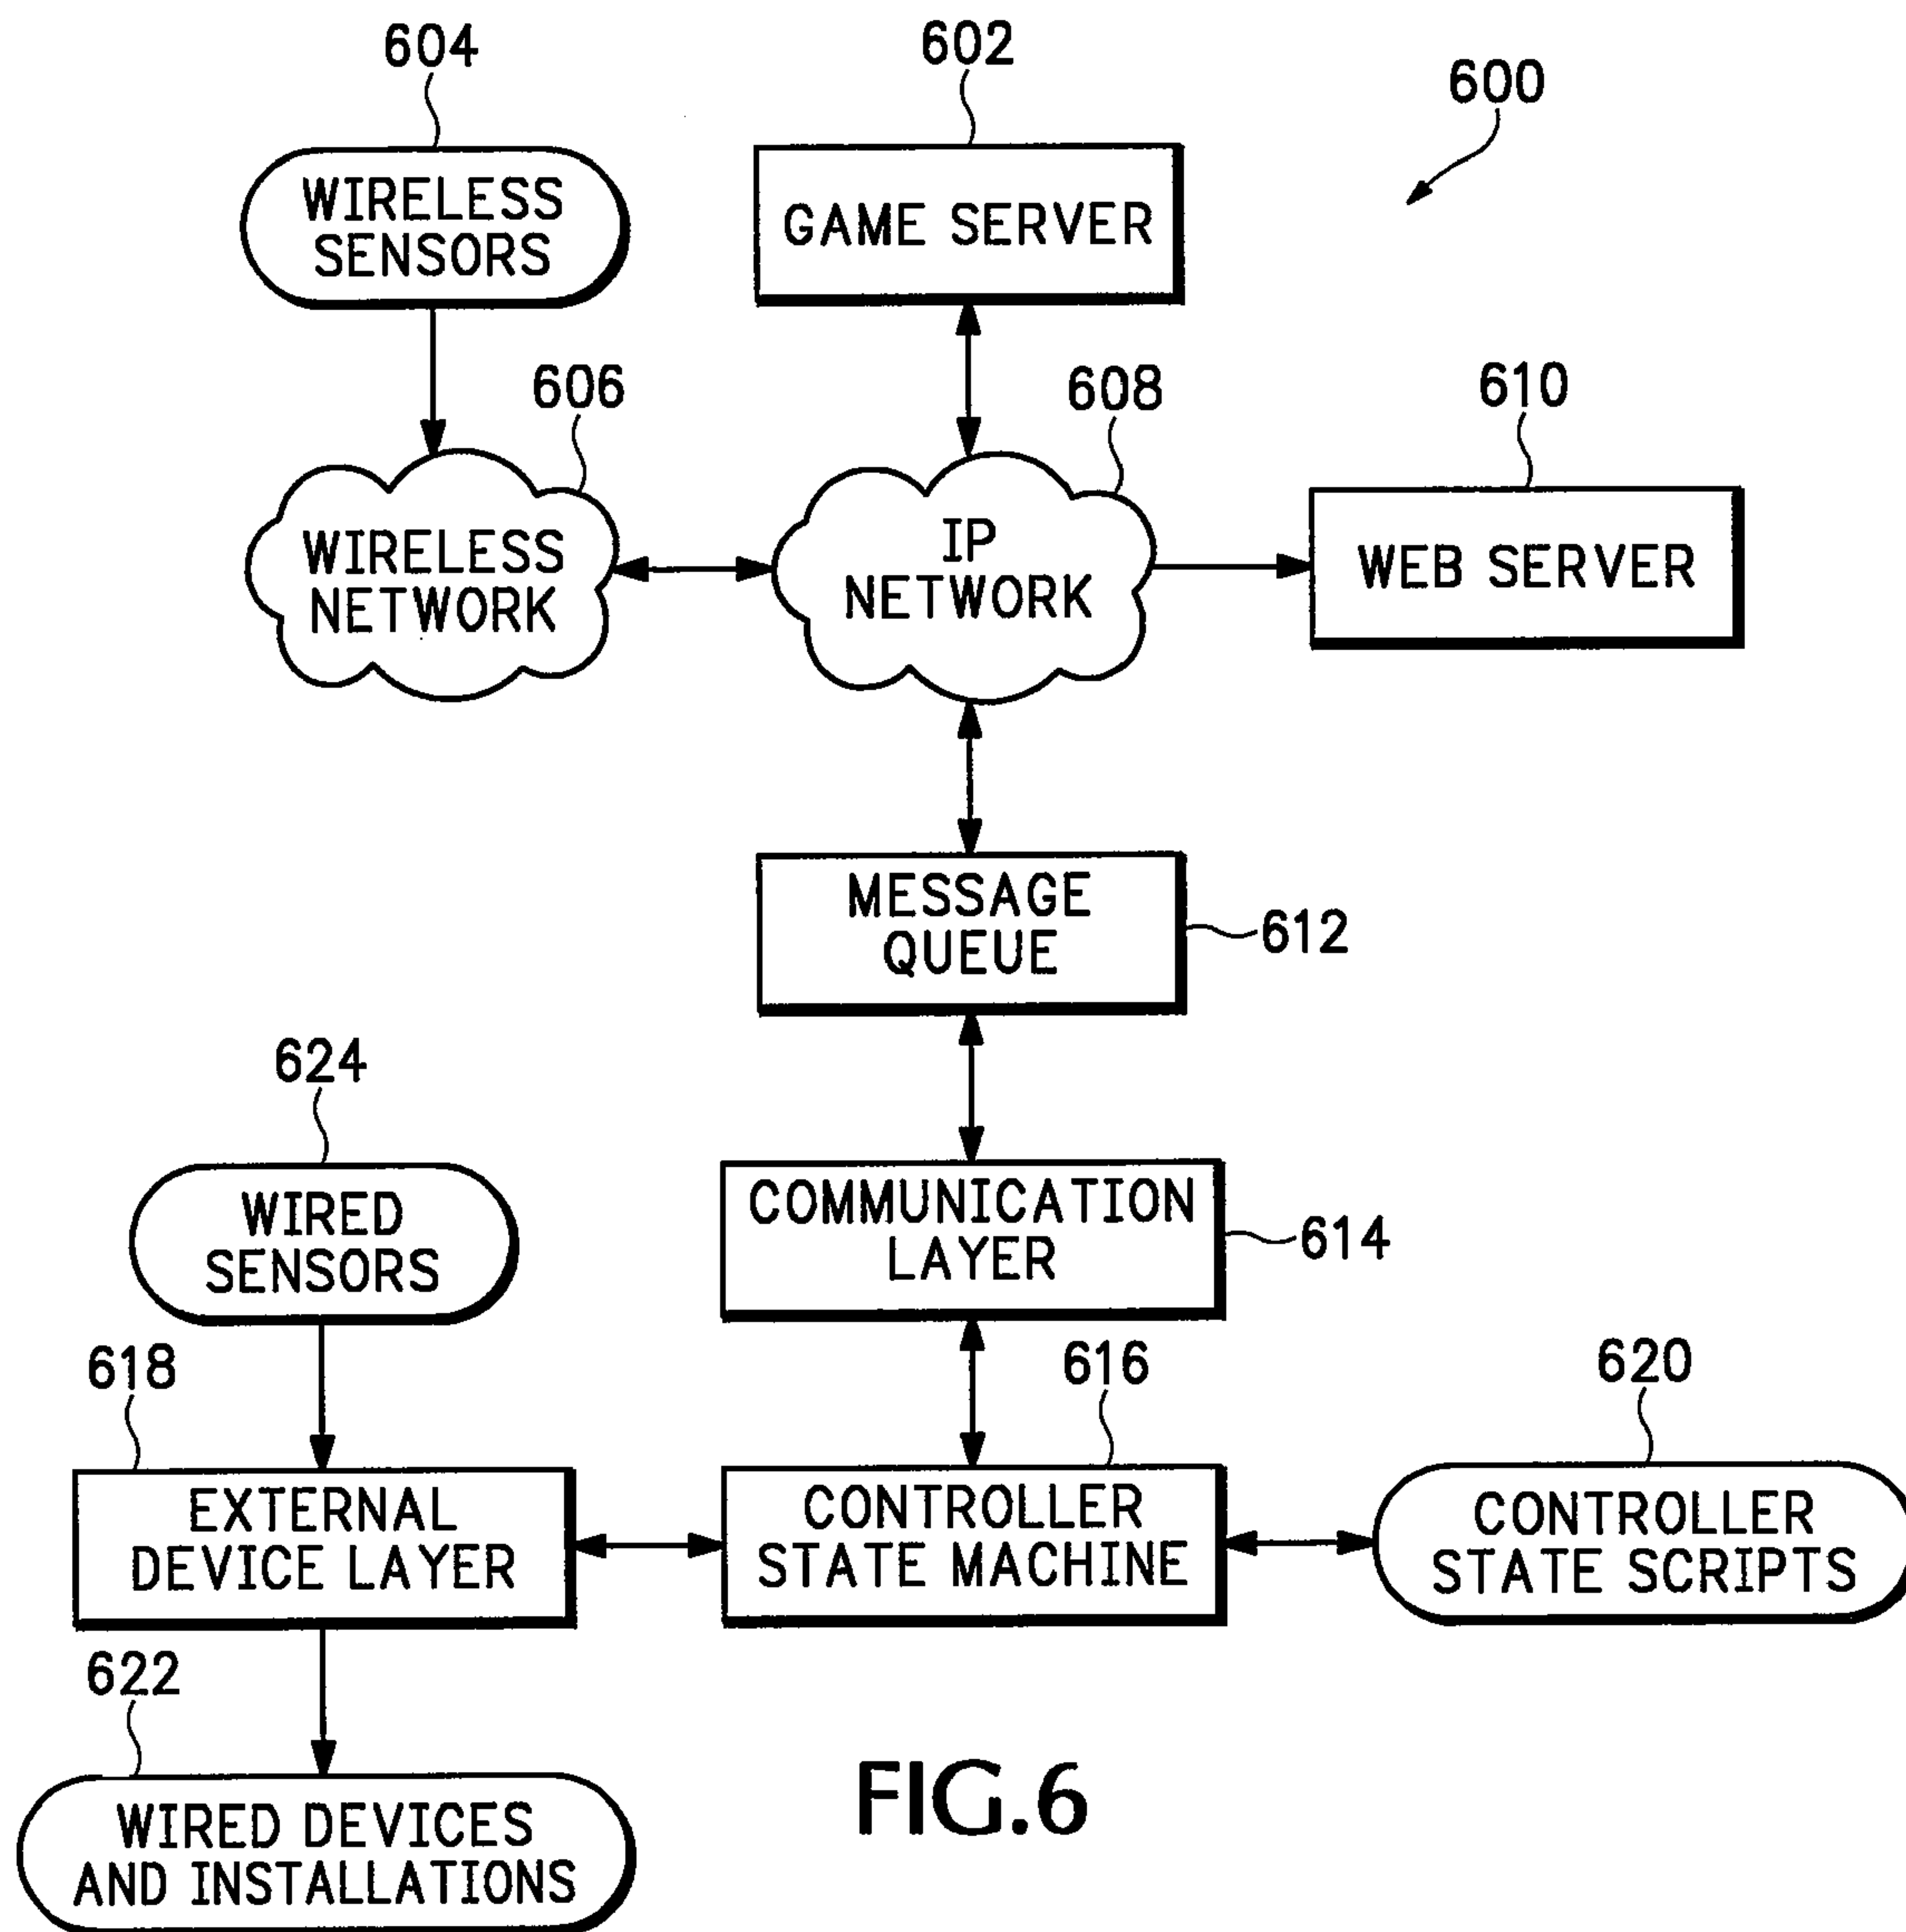 604
602
600
WIRELESS
SENSORS
GAME SERVER
606
608
610
WIRELESS
NETWORK
IP
NETWORK
WEB SERVER
MESSAGE
QUEUE
612
624
WIRED
SENSORS
COMMUNICATION
LAYER
614
618
616
620
EXTERNAL
DEVICE LAYER
CONTROLLER
STATE MACHINE
CONTROLLER
STATE SCRIPTS
622
WIRED DEVICES
AND INSTALLATIONS
FIG.6